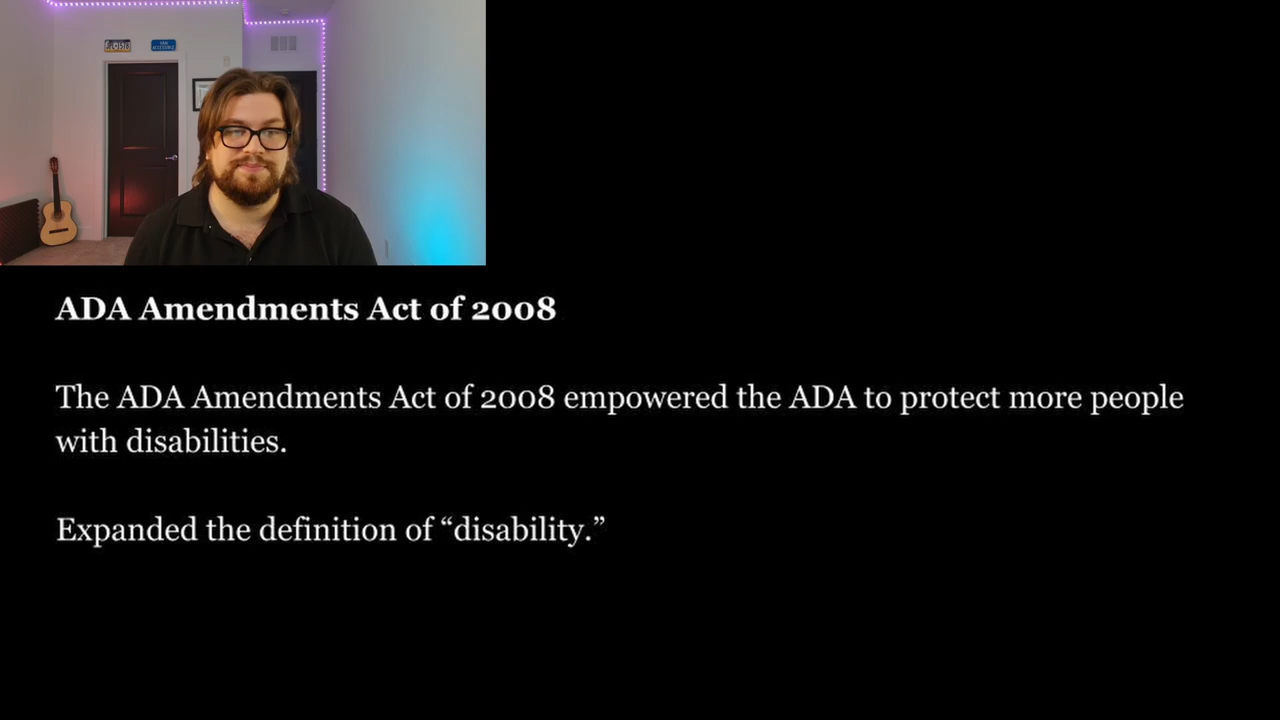 ADA Amendments Act of 2008
The ADA Amendments Act of 2008 empowered the ADA to protect more people
with disabilities.
Expanded the definition of “disability.”